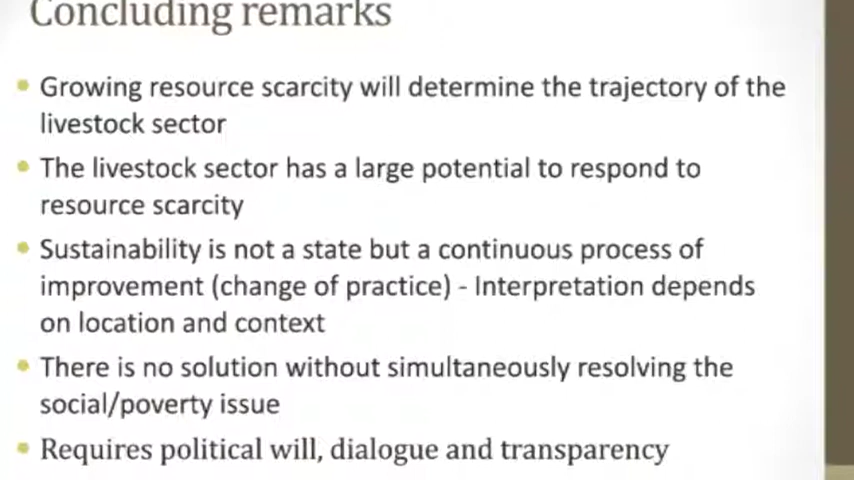 Concluding remarks
Growing resource scarcity will determine the trajectory of the
livestock sector
The livestock sector has a large potential to respond to
resource scarcity
Sustainability is not a state but a continuous process of
improvement (change of practice) - Interpretation depends
on location and context
There is no solution without simultaneously resolving the
social/poverty issue
Requires political will, dialogue and transparency